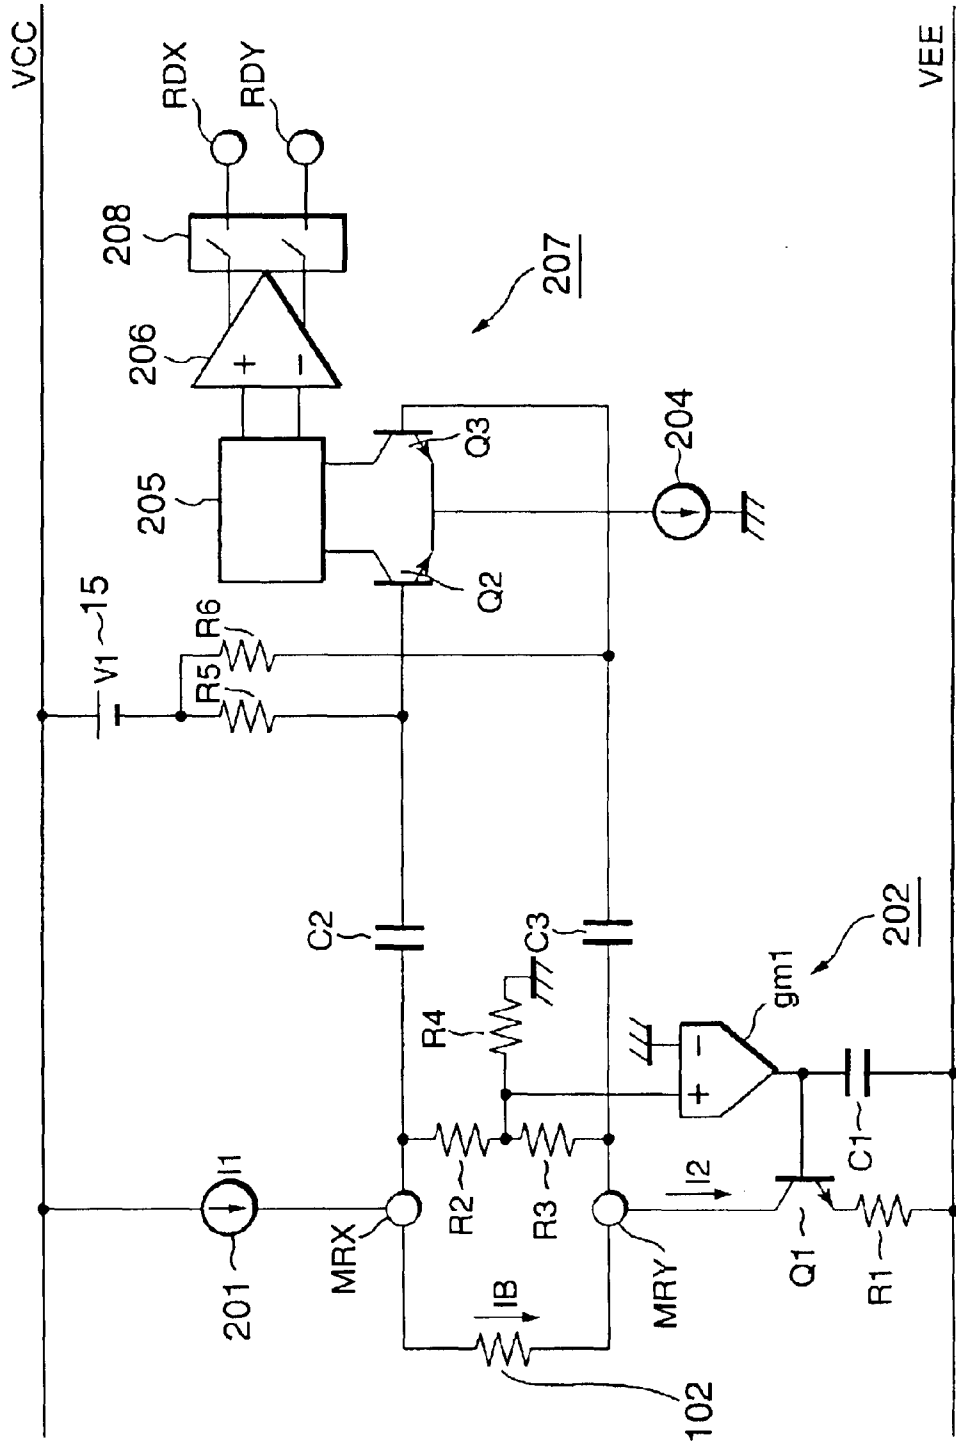 VCC
RDX
RDY
208
206
+
−
207
205
Q3
Q2
204
V1
15
R6
R5
C2
C3
R4
202
gm1
−
+
C1
201
I1
MRX
R2
R3
I2
MRY
Q1
R1
IB
102
VEE